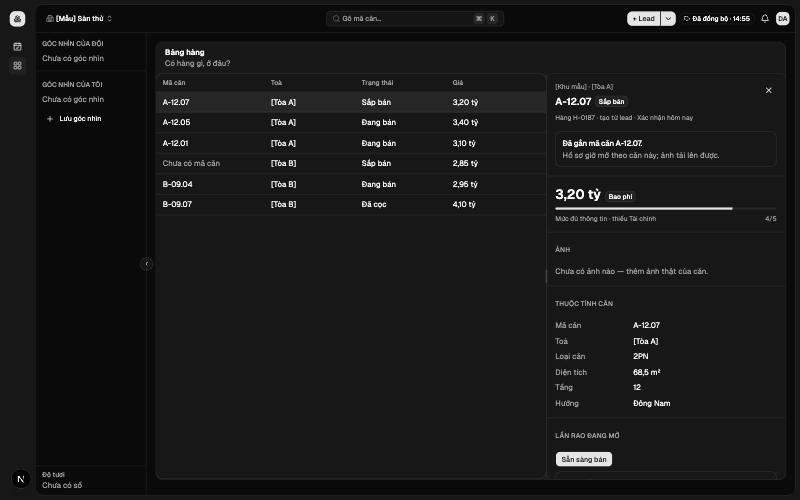 [Mẫu] Sàn thử
Gõ mã căn...
⌘ K
+ Lead
Đã đồng bộ · 14:55
DA
GÓC NHÌN CỦA ĐỘI
Chưa có góc nhìn
GÓC NHÌN CỦA TÔI
Chưa có góc nhìn
+ Lưu góc nhìn
Độ tươi
Chưa có số
N
Bảng hàng
Có hàng gì, ở đâu?
Mã căn Toà Trạng thái Giá
A-12.07 [Tòa A] Sắp bán 3,20 tỷ
A-12.05 [Tòa A] Đang bán 3,40 tỷ
A-12.01 [Tòa A] Đang bán 3,10 tỷ
Chưa có mã căn [Tòa B] Sắp bán 2,85 tỷ
B-09.04 [Tòa B] Đang bán 2,95 tỷ
B-09.07 [Tòa B] Đã cọc 4,10 tỷ
[Khu mẫu] · [Tòa A]
A-12.07 Sắp bán
Hàng H-0187 · tạo từ lead · Xác nhận hôm nay
Đã gắn mã căn A-12.07.
Hồ sơ giờ mở theo căn này; ảnh tải lên được.
3,20 tỷ Bao phí
Mức đủ thông tin · thiếu Tài chính 4/5
ẢNH
Chưa có ảnh nào — thêm ảnh thật của căn.
THUỘC TÍNH CĂN
Mã căn A-12.07
Toà [Tòa A]
Loại căn 2PN
Diện tích 68,5 m²
Tầng 12
Hướng Đông Nam
LẦN RAO ĐANG MỞ
Sẵn sàng bán